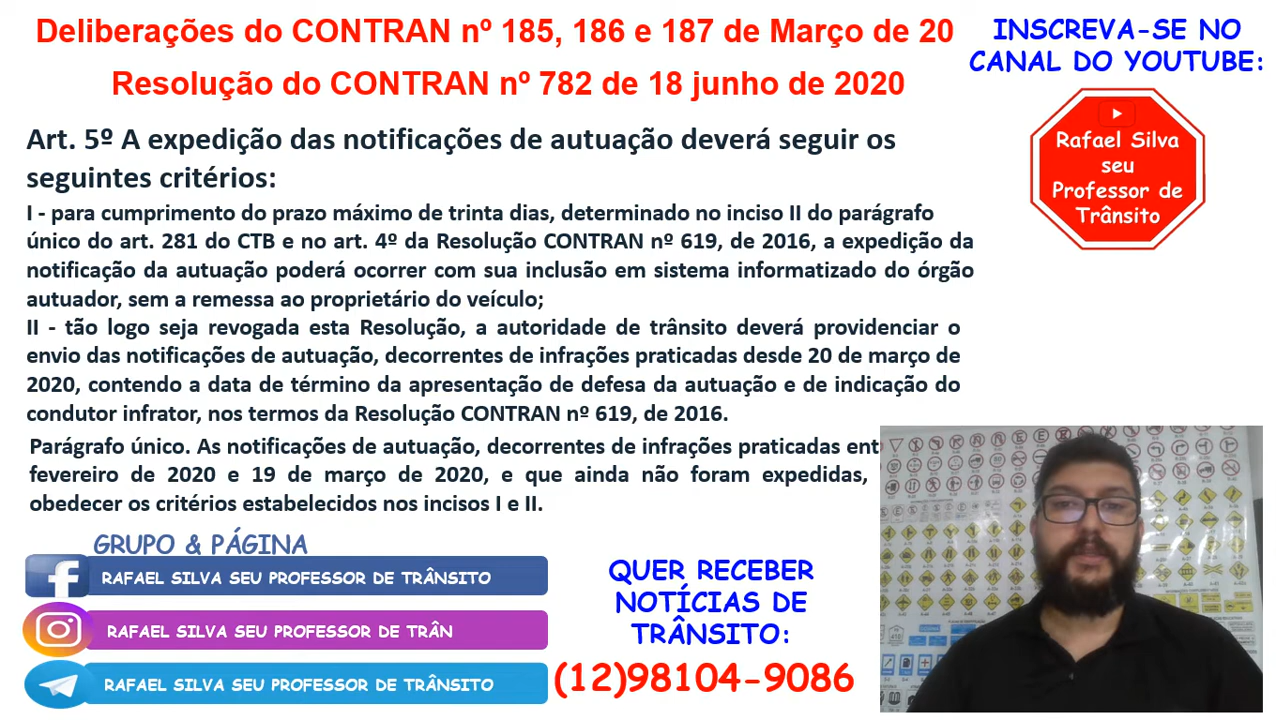 Deliberações do CONTRAN nº 185, 186 e 187 de Março de 20
Resolução do CONTRAN nº 782 de 18 junho de 2020
Art. 5º A expedição das notificações de autuação deverá seguir os
seguintes critérios:
I - para cumprimento do prazo máximo de trinta dias, determinado no inciso II do parágrafo
único do art. 281 do CTB e no art. 4º da Resolução CONTRAN nº 619, de 2016, a expedição da
notificação da autuação poderá ocorrer com sua inclusão em sistema informatizado do órgão
autuador, sem a remessa ao proprietário do veículo;
II - tão logo seja revogada esta Resolução, a autoridade de trânsito deverá providenciar o
envio das notificações de autuação, decorrentes de infrações praticadas desde 20 de março de
2020, contendo a data de término da apresentação de defesa da autuação e de indicação do
condutor infrator, nos termos da Resolução CONTRAN nº 619, de 2016.
Parágrafo único. As notificações de autuação, decorrentes de infrações praticadas
fevereiro de 2020 e 19 de março de 2020, e que ainda não foram expedidas,
obedecer os critérios estabelecidos nos incisos I e II.
GRUPO & PÁGINA
RAFAEL SILVA SEU PROFESSOR DE TRÂNSITO
RAFAEL SILVA SEU PROFESSOR DE TRÂN
RAFAEL SILVA SEU PROFESSOR DE TRÂNSITO
QUER RECEBER
NOTÍCIAS DE
TRÂNSITO:
(12)98104-9086
INSCREVA-SE NO
CANAL DO YOUTUBE:
Rafael Silva
seu
Professor de
Trânsito